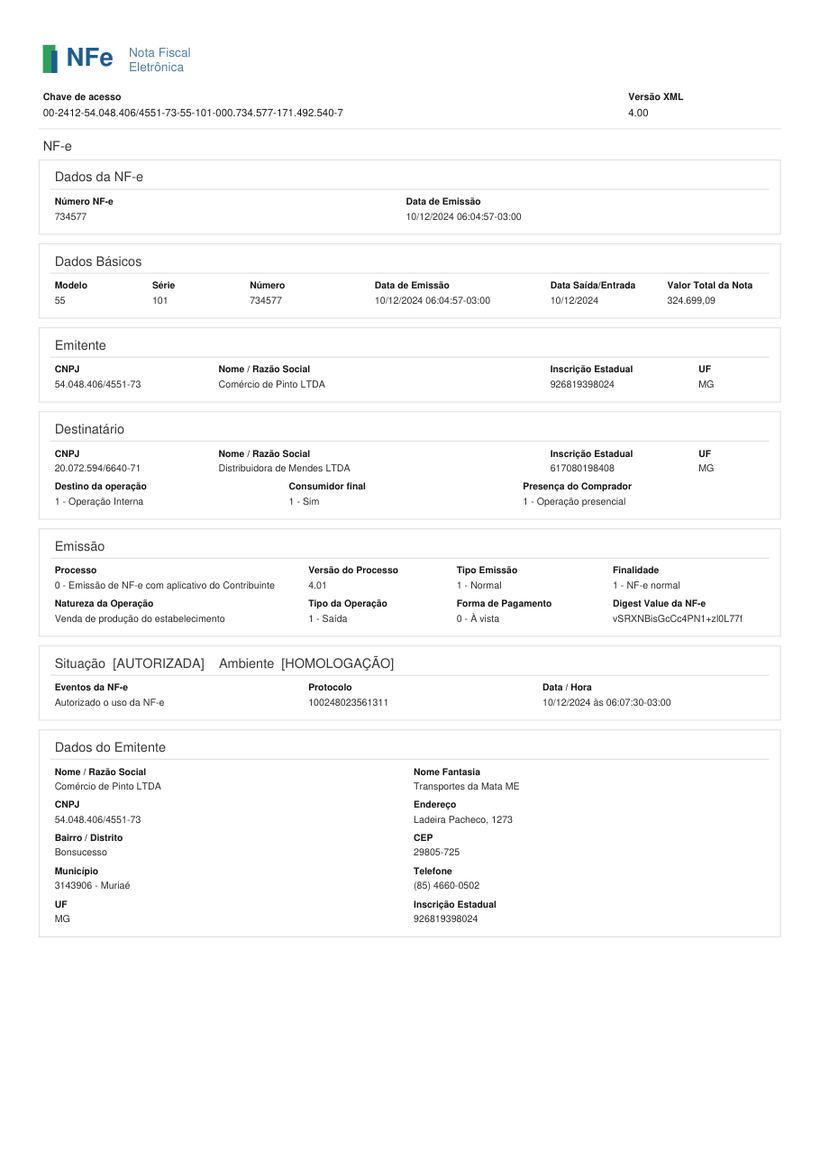 NFe Nota Fiscal
Eletrônica
Chave de acesso Versão XML
00-2412-54.048.406/4551-73-55-101-000.734.577-171.492.540-7 4.00
NF-e
Dados da NF-e
Número NF-e Data de Emissão
734577 10/12/2024 06:04:57-03:00
Dados Básicos
Modelo Série Número Data de Emissão Data Saída/Entrada Valor Total da Nota
55 101 734577 10/12/2024 06:04:57-03:00 10/12/2024 324.699,09
Emitente
CNPJ Nome / Razão Social Inscrição Estadual UF
54.048.406/4551-73 Comércio de Pinto LTDA 926819398024 MG
Destinatário
CNPJ Nome / Razão Social Inscrição Estadual UF
20.072.594/6640-71 Distribuidora de Mendes LTDA 617080198408 MG
Destino da operação Consumidor final Presença do Comprador
1 - Operação Interna 1 - Sim 1 - Operação presencial
Emissão
Processo Versão do Processo Tipo Emissão Finalidade
0 - Emissão de NF-e com aplicativo do Contribuinte 4.01 1 - Normal 1 - NF-e normal
Natureza da Operação Tipo da Operação Forma de Pagamento Digest Value da NF-e
Venda de produção do estabelecimento 1 - Saída 0 - À vista vSRXNBisGcCc4PN1+zl0L77f
Situação [AUTORIZADA] Ambiente [HOMOLOGAÇÃO]
Eventos da NF-e Protocolo Data / Hora
Autorizado o uso da NF-e 100248023561311 10/12/2024 às 06:07:30-03:00
Dados do Emitente
Nome / Razão Social Nome Fantasia
Comércio de Pinto LTDA Transportes da Mata ME
CNPJ Endereço
54.048.406/4551-73 Ladeira Pacheco, 1273
Bairro / Distrito CEP
Bonsucesso 29805-725
Município Telefone
3143906 - Muriaé (85) 4660-0502
UF Inscrição Estadual
MG 926819398024